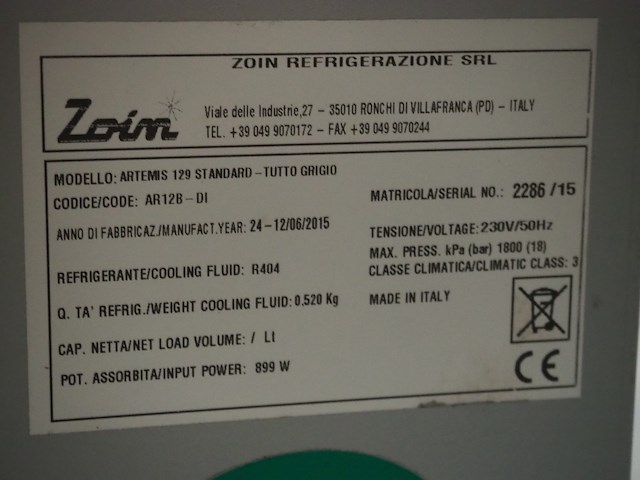 ZOIN REFRIGERAZIONE SRL
Zoin
Viale delle Industrie,27 – 35010 RONCHI DI VILLAFRANCA (PD) – ITALY
TEL. +39 049 9070172 – FAX +39 049 9070244
MODELLO: ARTEMIS 129 STANDARD – TUTTO GRIGIO
CODICE/CODE: AR12B – DI
MATRICOLA/SERIAL NO.: 2286 /15
ANNO DI FABBRICAZ./MANUFACT.YEAR: 24 – 12/06/2015
TENSIONE/VOLTAGE: 230V/50Hz
MAX. PRESS. kPa (bar) 1800 (18)
REFRIGERANTE/COOLING FLUID: R404
CLASSE CLIMATICA/CLIMATIC CLASS: 3
Q. TA' REFRIG./WEIGHT COOLING FLUID: 0,520 Kg
MADE IN ITALY
CAP. NETTA/NET LOAD VOLUME: / Lt
POT. ASSORBITA/INPUT POWER: 899 W
CE